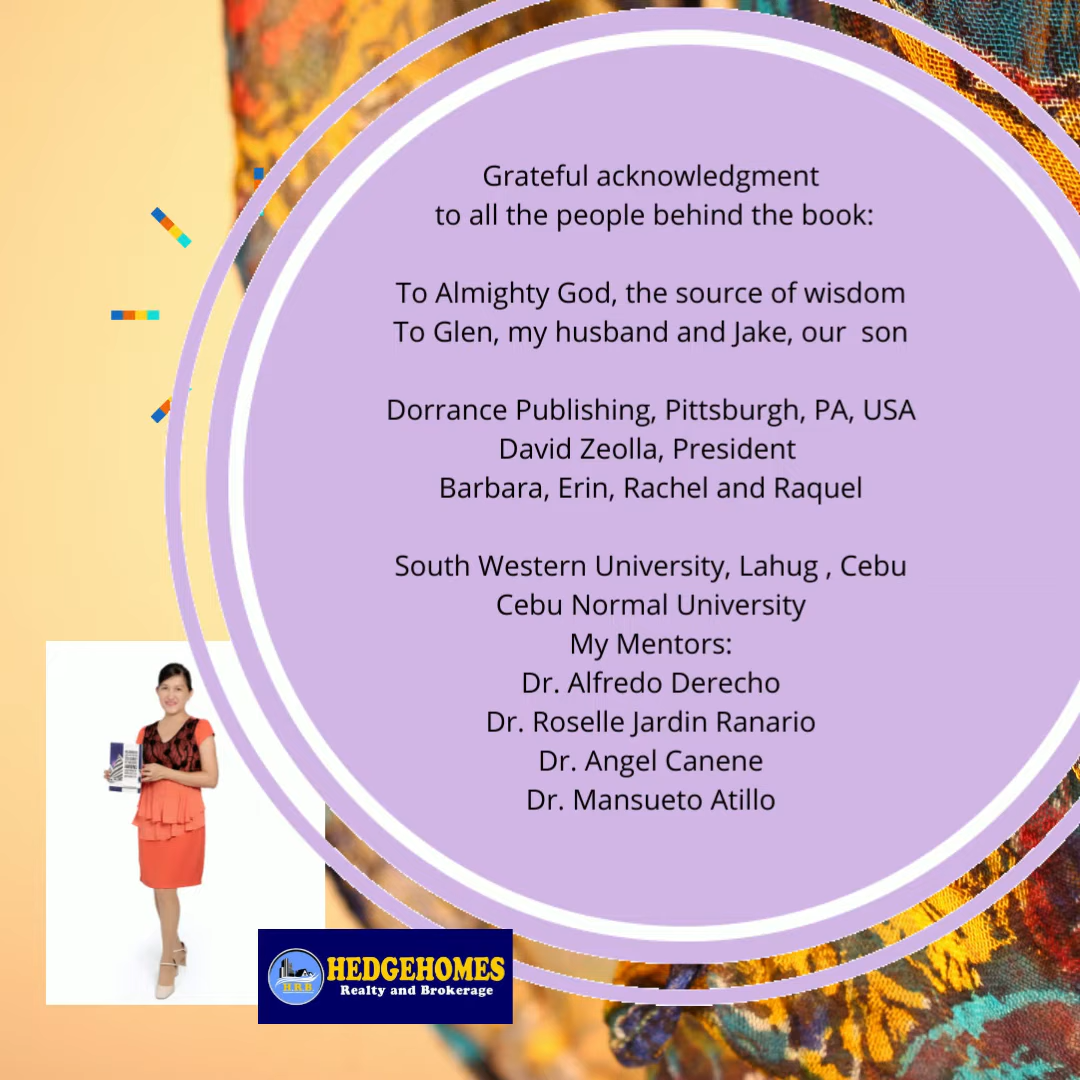 Grateful acknowledgment
to all the people behind the book:
To Almighty God, the source of wisdom
To Glen, my husband and Jake, our  son
Dorrance Publishing, Pittsburgh, PA, USA
David Zeolla, President
Barbara, Erin, Rachel and Raquel
South Western University, Lahug , Cebu
Cebu Normal University
My Mentors:
Dr. Alfredo Derecho
Dr. Roselle Jardin Ranario
Dr. Angel Canene
Dr. Mansueto Atillo
H.R.B.
HEDGEHOMES
Realty and Brokerage